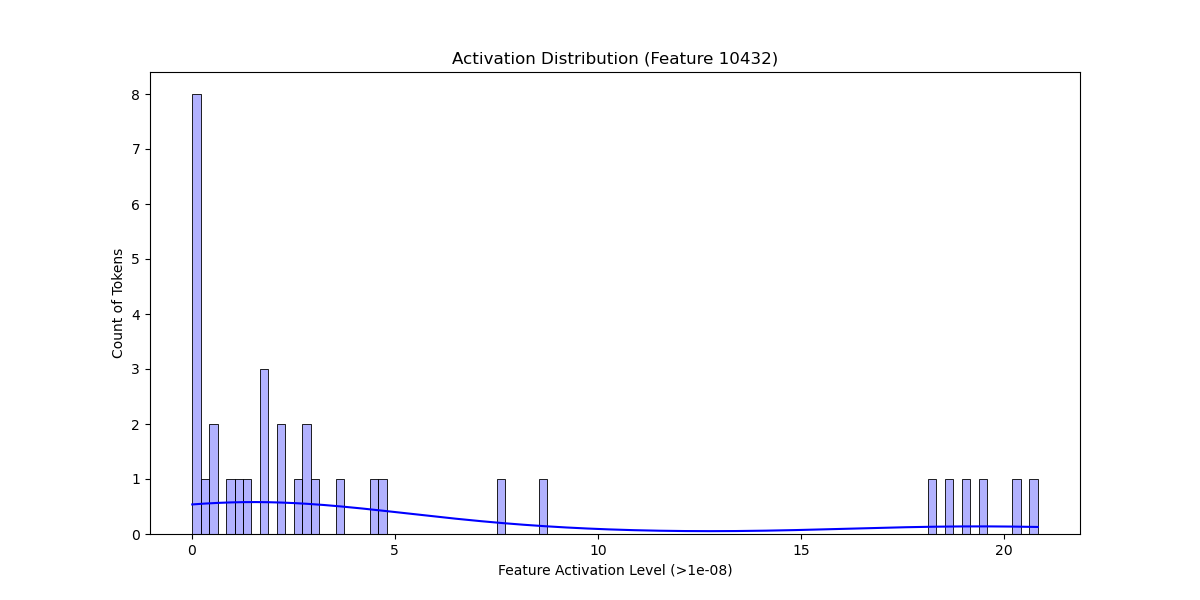 Activation Distribution (Feature 10432)
Count of Tokens
8
7
6
5
4
3
2
1
0
0 5 10 15 20
Feature Activation Level (>1e-08)